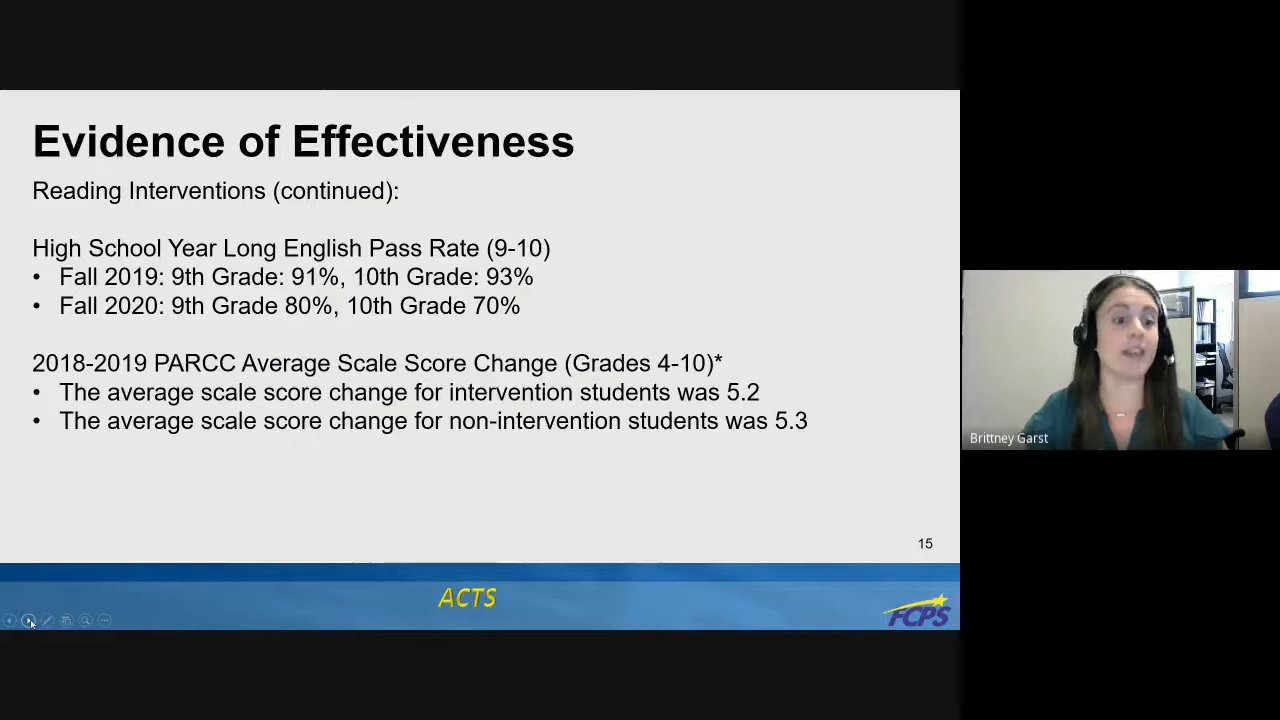 Evidence of Effectiveness
Reading Interventions (continued):
High School Year Long English Pass Rate (9-10)
• Fall 2019: 9th Grade: 91%, 10th Grade: 93%
• Fall 2020: 9th Grade 80%, 10th Grade 70%
2018-2019 PARCC Average Scale Score Change (Grades 4-10)*
• The average scale score change for intervention students was 5.2
• The average scale score change for non-intervention students was 5.3
15
ACTS
FCPS
Brittney Garst